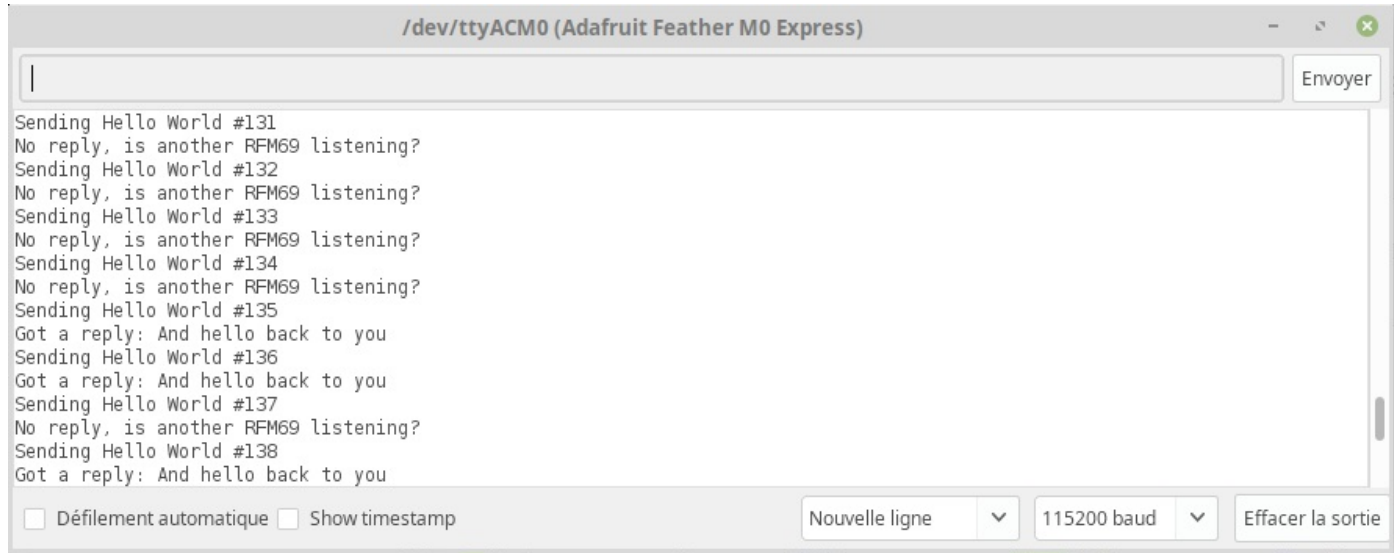 /dev/ttyACM0 (Adafruit Feather M0 Express)
Envoyer
Sending Hello World #131
No reply, is another RFM69 listening?
Sending Hello World #132
No reply, is another RFM69 listening?
Sending Hello World #133
No reply, is another RFM69 listening?
Sending Hello World #134
No reply, is another RFM69 listening?
Sending Hello World #135
Got a reply: And hello back to you
Sending Hello World #136
Got a reply: And hello back to you
Sending Hello World #137
No reply, is another RFM69 listening?
Sending Hello World #138
Got a reply: And hello back to you
Défilement automatique Show timestamp Nouvelle ligne 115200 baud Effacer la sortie